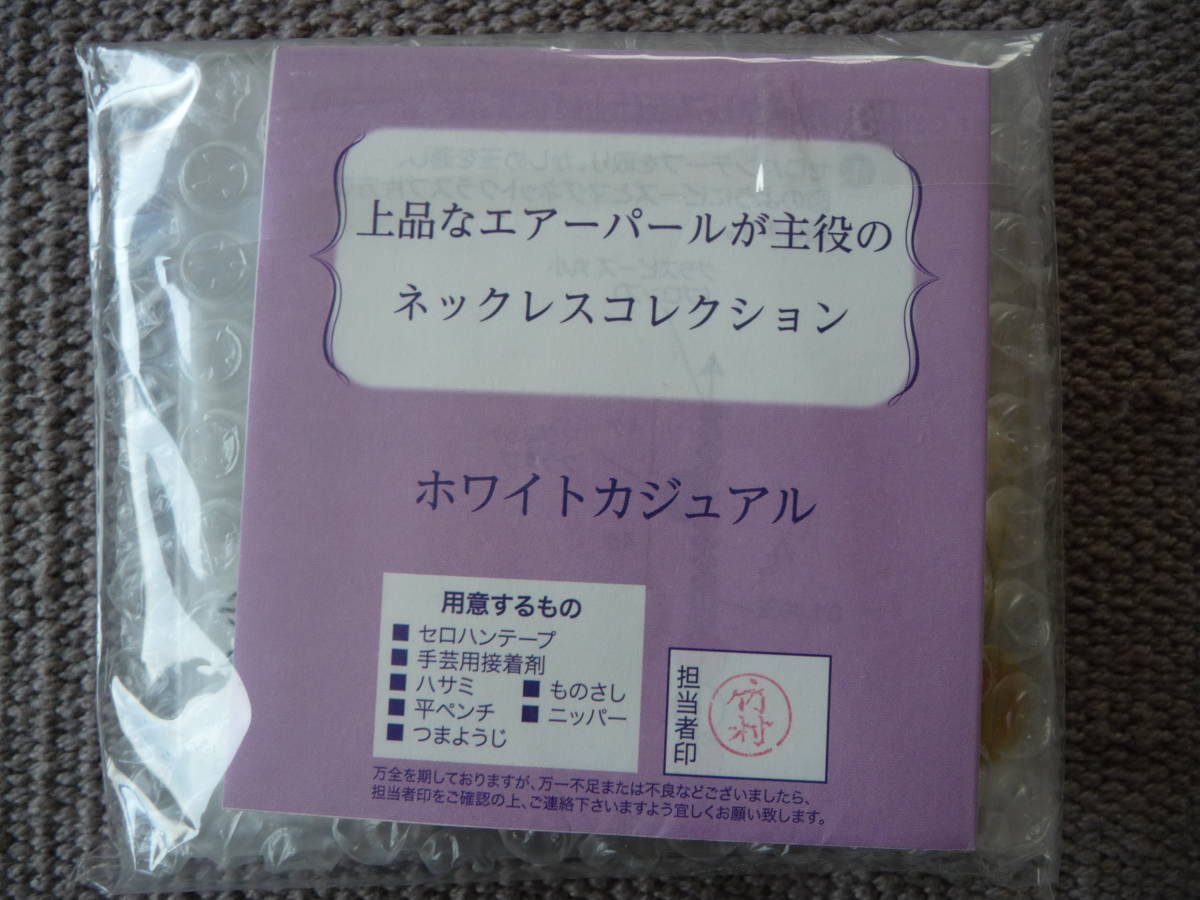 上品なエアーパールが主役の
ネックレスコレクション
ホワイトカジュアル
用意するもの
■ セロハンテープ
■ 手芸用接着剤
■ ハサミ ■ ものさし
■ 平ペンチ ■ ニッパー
■ つまようじ
担当者印
竹村
万全を期しておりますが、万一不足または不良などございましたら、
担当者印をご確認の上、ご連絡下さいますよう宜しくお願い致します。